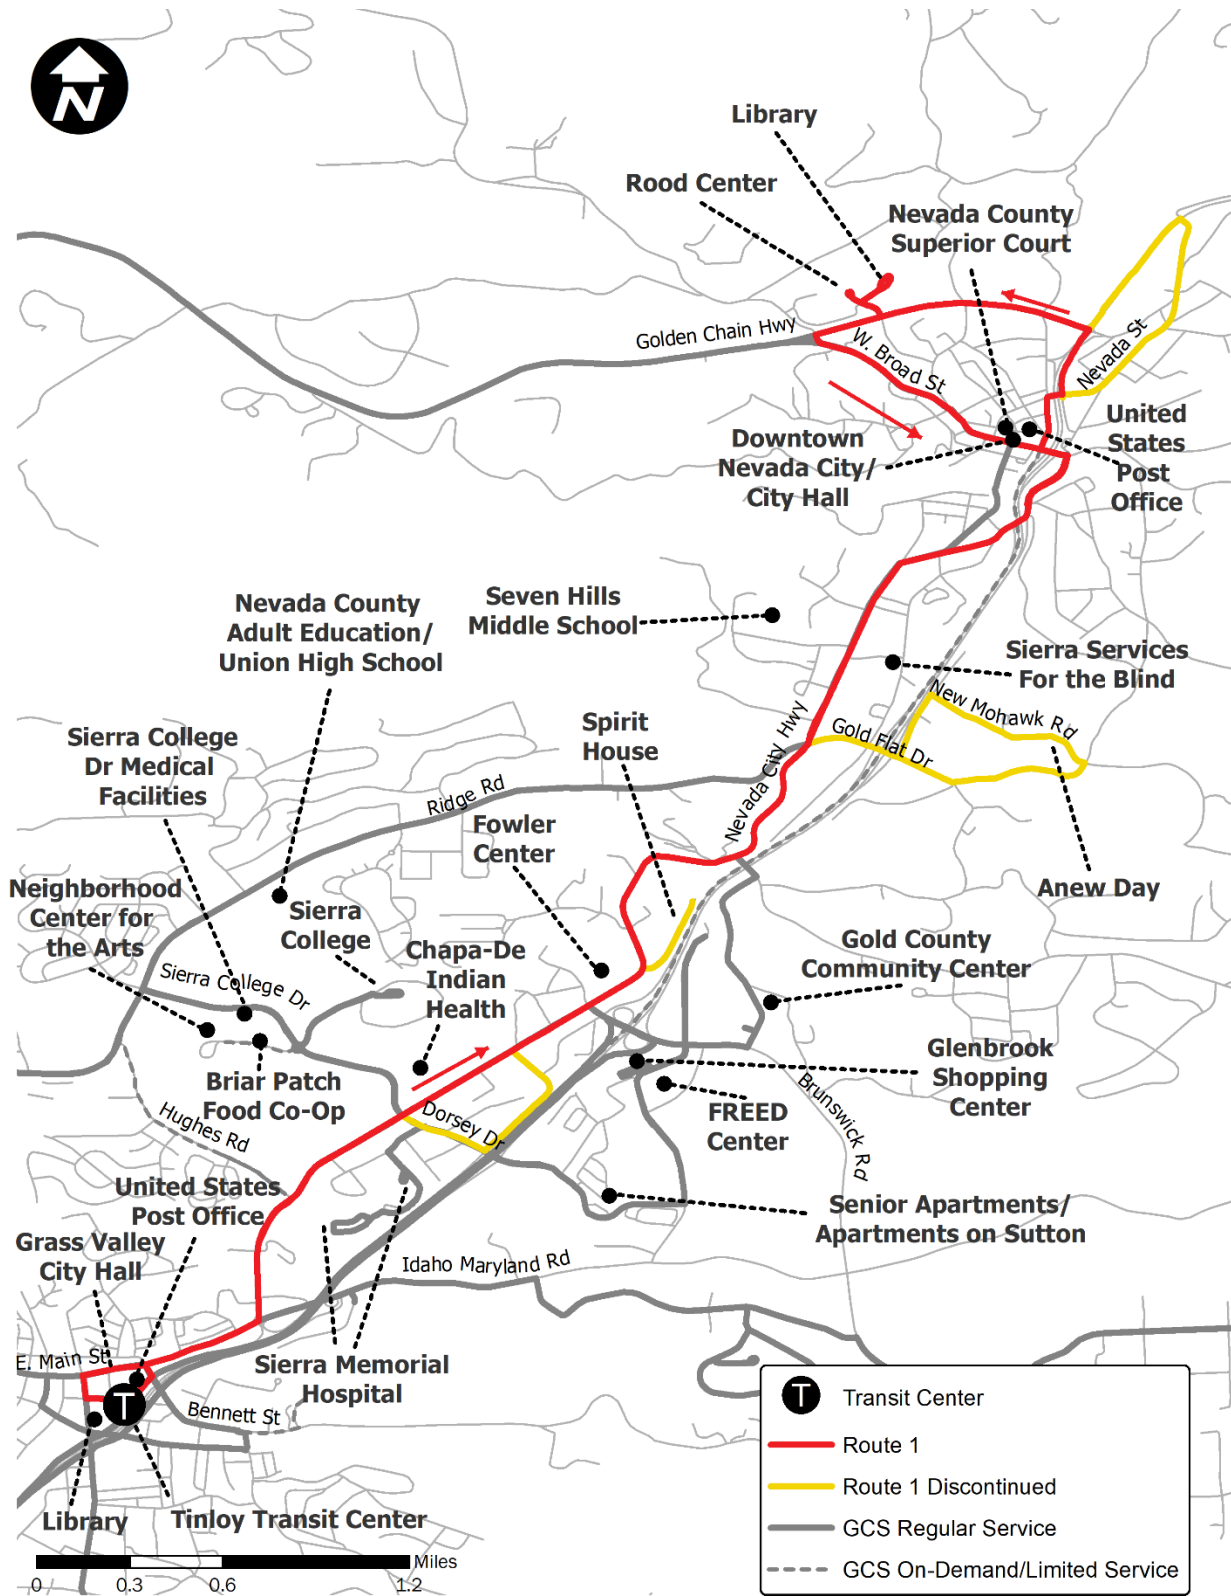 N
Library
Rood Center
Nevada County
Superior Court
Golden Chain Hwy
W. Broad St
Nevada St
Downtown
Nevada City/
City Hall
United
States
Post
Office
Nevada County
Adult Education/
Union High School
Seven Hills
Middle School
Sierra Services
For the Blind
New Mohawk Rd
Gold Flat Dr
Nevada City Hwy
Spirit
House
Sierra College
Dr Medical
Facilities
Ridge Rd
Fowler
Center
Anew Day
Neighborhood
Center for
the Arts
Sierra
College
Sierra College Dr
Chapa-De
Indian
Health
Gold County
Community Center
Briar Patch
Food Co-Op
Glenbrook
Shopping
Center
Brunswick Rd
FREED
Center
Dorsey Dr
Hughes Rd
United States
Post Office
Senior Apartments/
Apartments on Sutton
Grass Valley
City Hall
Idaho Maryland Rd
E. Main St
Sierra Memorial
Hospital
T
Bennett St
Library
Tinloy Transit Center
Miles
0 0.3 0.6 1.2
T Transit Center
Route 1
Route 1 Discontinued
GCS Regular Service
GCS On-Demand/Limited Service